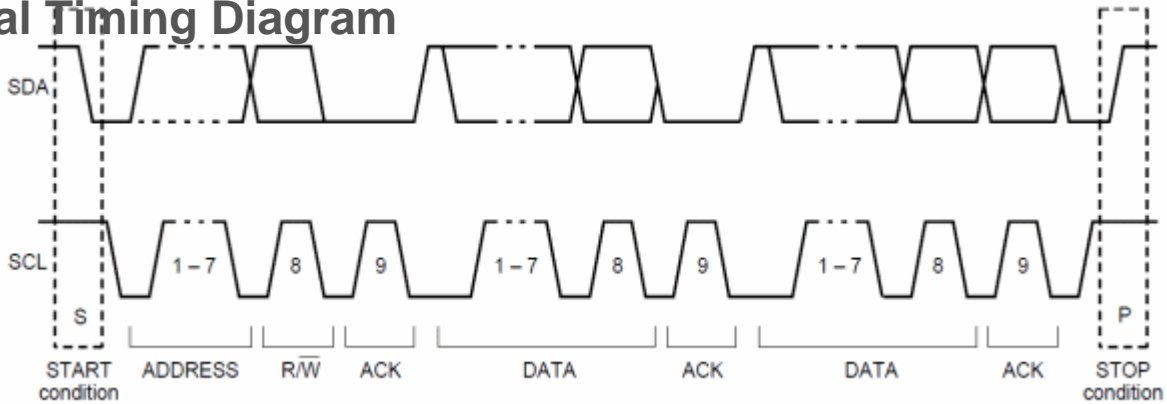 al Timing Diagram
SDA
SCL
1 – 7 8 9 1 – 7 8 9 1 – 7 8 9
S P
START condition ADDRESS R/W̅ ACK DATA ACK DATA ACK STOP condition